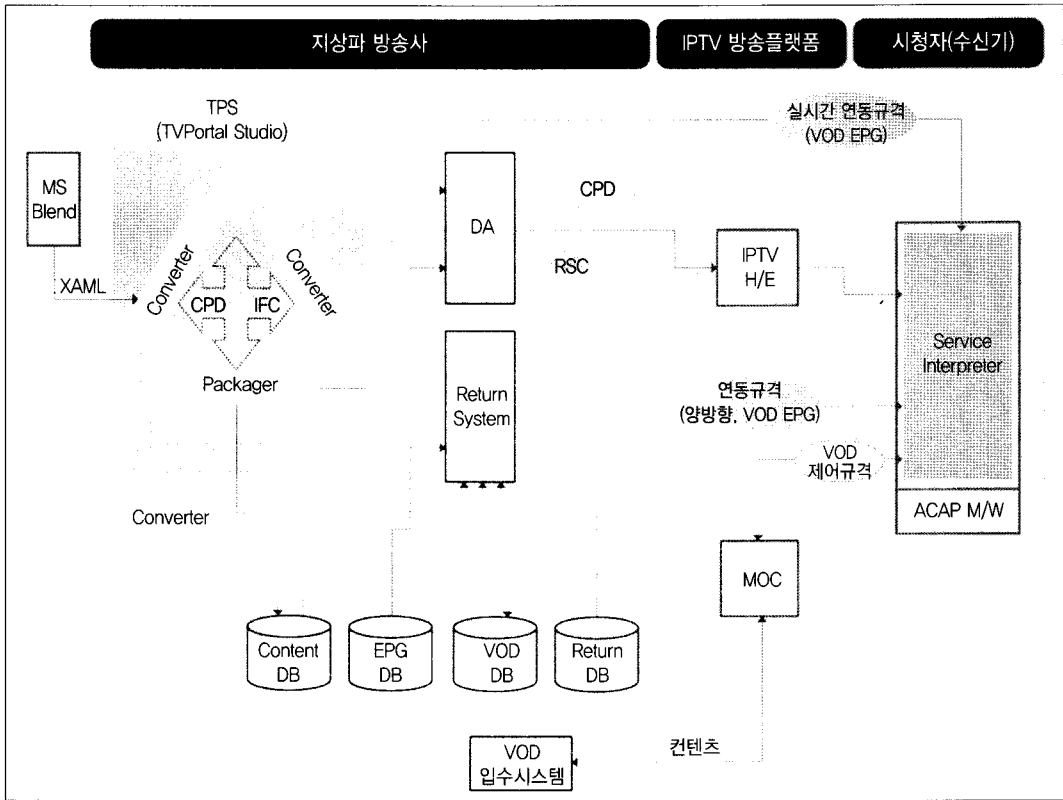 지상파 방송사
IPTV 방송플랫폼
시청자(수신기)
TPS
(TVPortal Studio)
실시간 연동규격
(VOD EPG)
MS
Blend
XAML
Converter
Converter
CPD
IFC
Packager
Converter
DA
CPD
RSC
IPTV
H/E
Return
System
Service
Interpreter
연동규격
(양방향, VOD EPG)
VOD
제어규격
ACAP M/W
MOC
Content
DB
EPG
DB
VOD
DB
Return
DB
VOD
입수시스템
컨텐츠